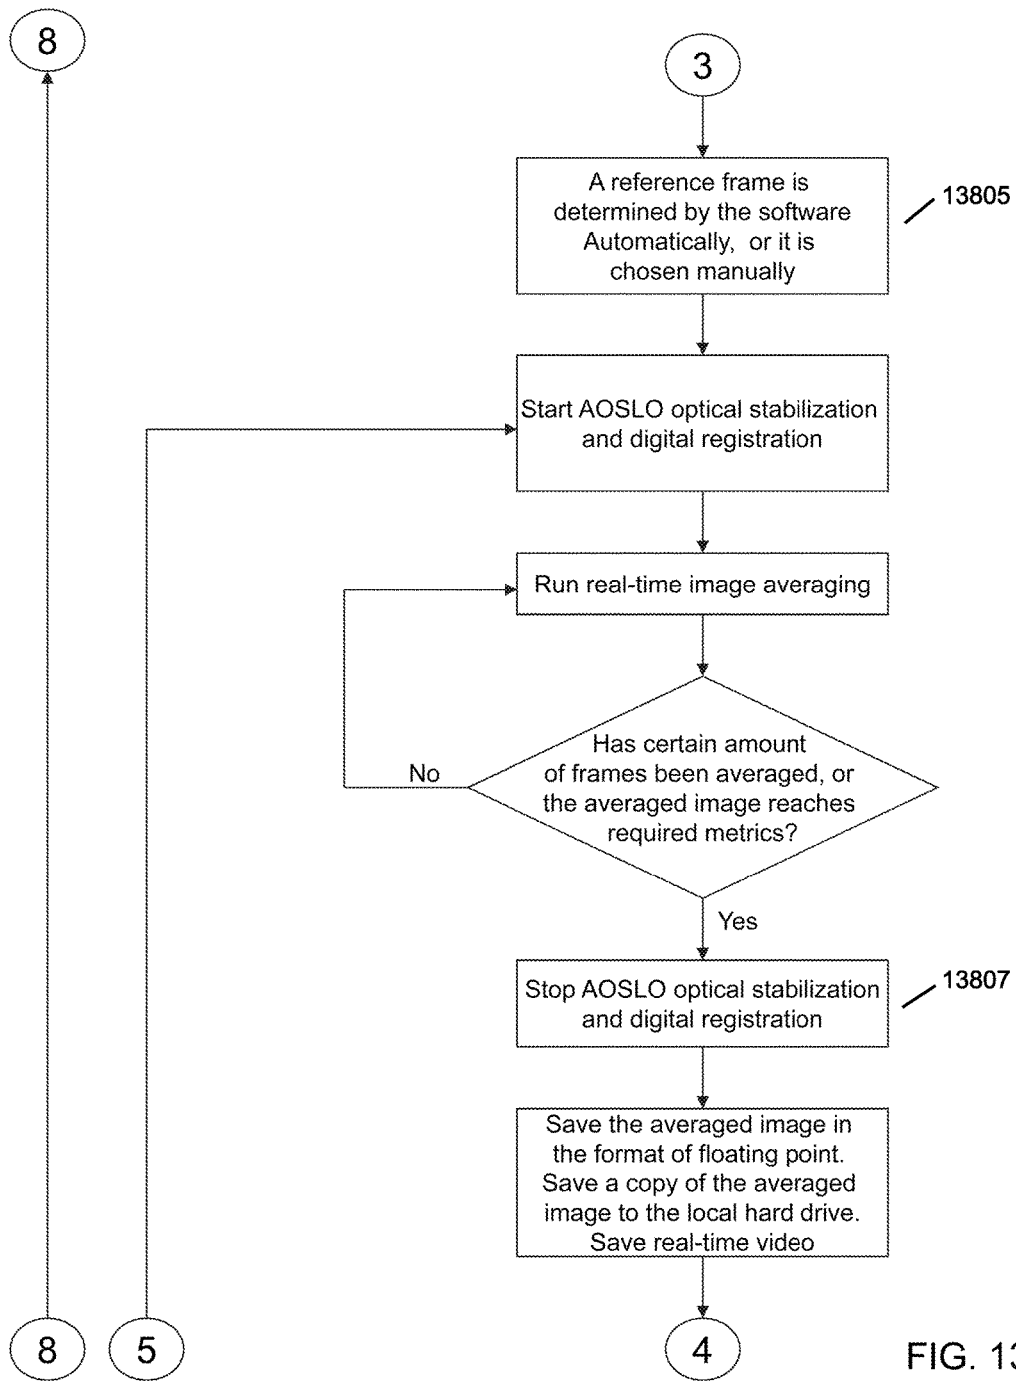 8
3
A reference frame is
determined by the software
Automatically, or it is
chosen manually
13805
Start AOSLO optical stabilization
and digital registration
Run real-time image averaging
Has certain amount
of frames been averaged, or
the averaged image reaches
required metrics?
No
Yes
Stop AOSLO optical stabilization
and digital registration
13807
Save the averaged image in
the format of floating point.
Save a copy of the averaged
image to the local hard drive.
Save real-time video
8
5
4
FIG. 13